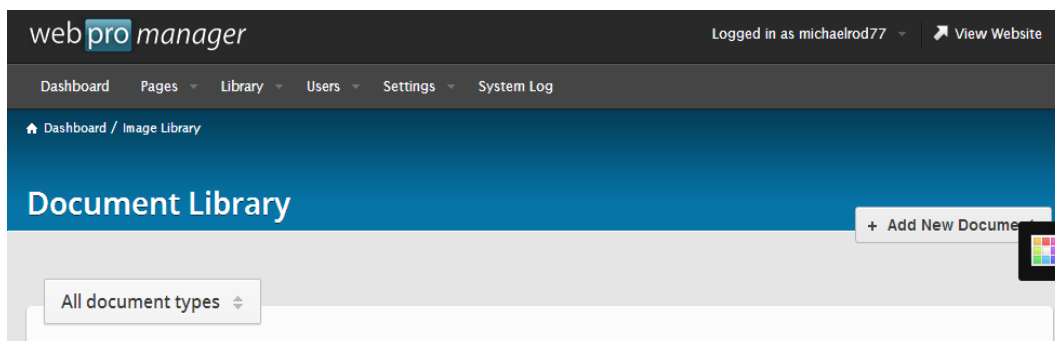 web pro manager
Logged in as michaelrod77
View Website
Dashboard Pages Library Users Settings System Log
Dashboard / Image Library
Document Library
+ Add New Document
All document types